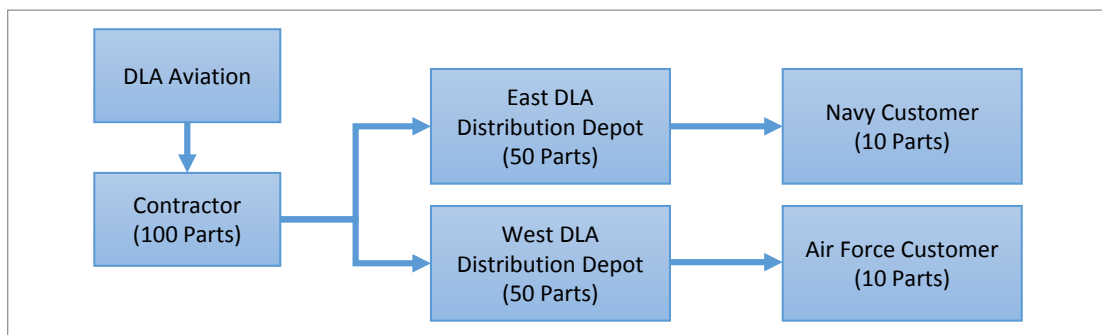 DLA Aviation
Contractor
(100 Parts)
East DLA
Distribution Depot
(50 Parts)
West DLA
Distribution Depot
(50 Parts)
Navy Customer
(10 Parts)
Air Force Customer
(10 Parts)